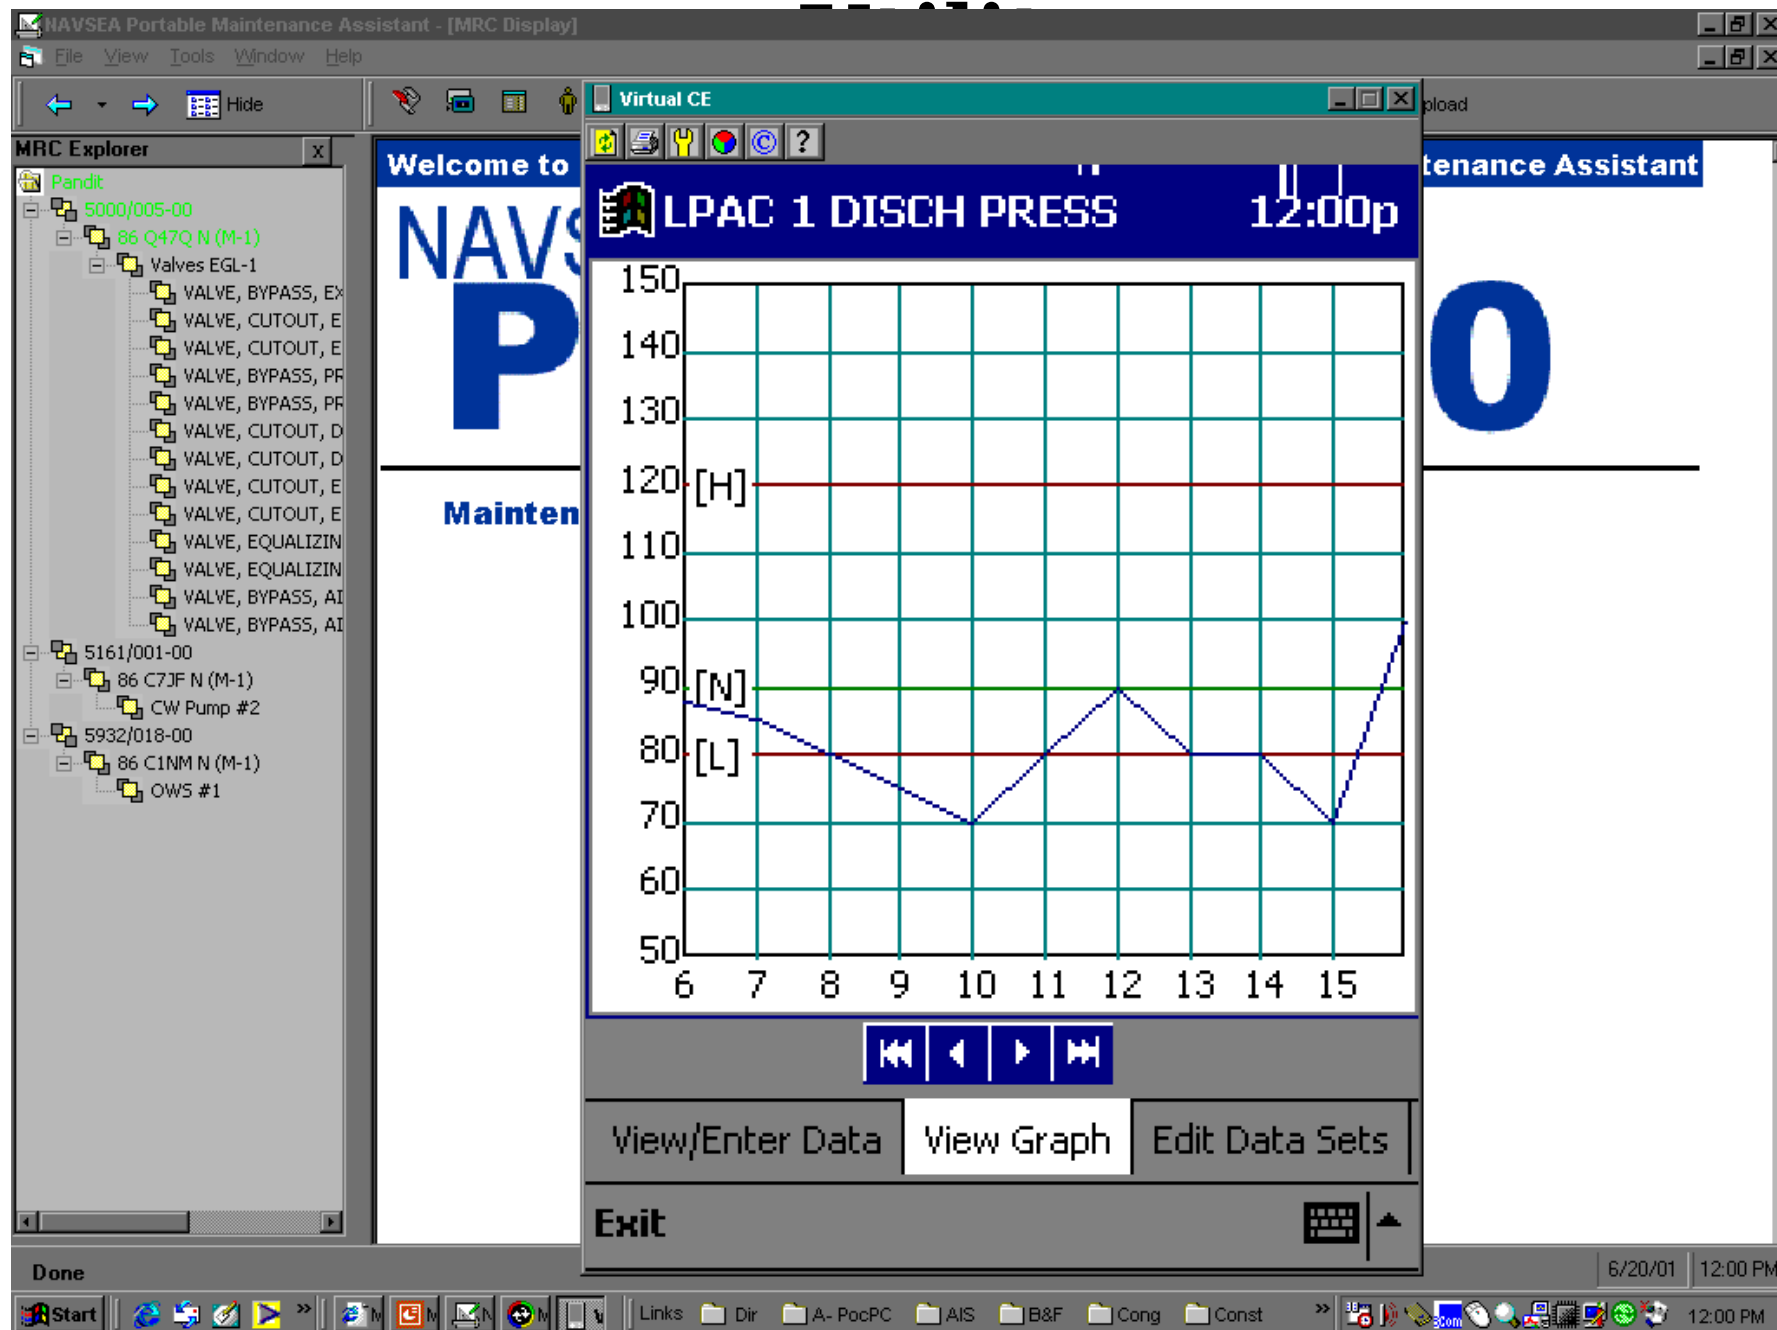 NAVSEA Portable Maintenance Assistant - [MRC Display]
File View Tools Window Help
Hide
pload
MRC Explorer
Pandit
5000/005-00
86 Q47Q N (M-1)
Valves EGL-1
VALVE, BYPASS, EX
VALVE, CUTOUT, E
VALVE, CUTOUT, E
VALVE, BYPASS, PR
VALVE, BYPASS, PR
VALVE, CUTOUT, D
VALVE, CUTOUT, D
VALVE, CUTOUT, E
VALVE, CUTOUT, E
VALVE, EQUALIZIN
VALVE, EQUALIZIN
VALVE, BYPASS, AI
VALVE, BYPASS, AI
5161/001-00
86 C7JF N (M-1)
CW Pump #2
5932/018-00
86 C1NM N (M-1)
OWS #1
Welcome to
tenance Assistant
NAVS
P
0
Mainten
Virtual CE
LPAC 1 DISCH PRESS 12:00p
150
140
130
120 [H]
110
100
90 [N]
80 [L]
70
60
50
6 7 8 9 10 11 12 13 14 15
View/Enter Data View Graph Edit Data Sets
Exit
Done
6/20/01 12:00 PM
Start Links Dir A- PocPC AIS B&F Cong Const 12:00 PM